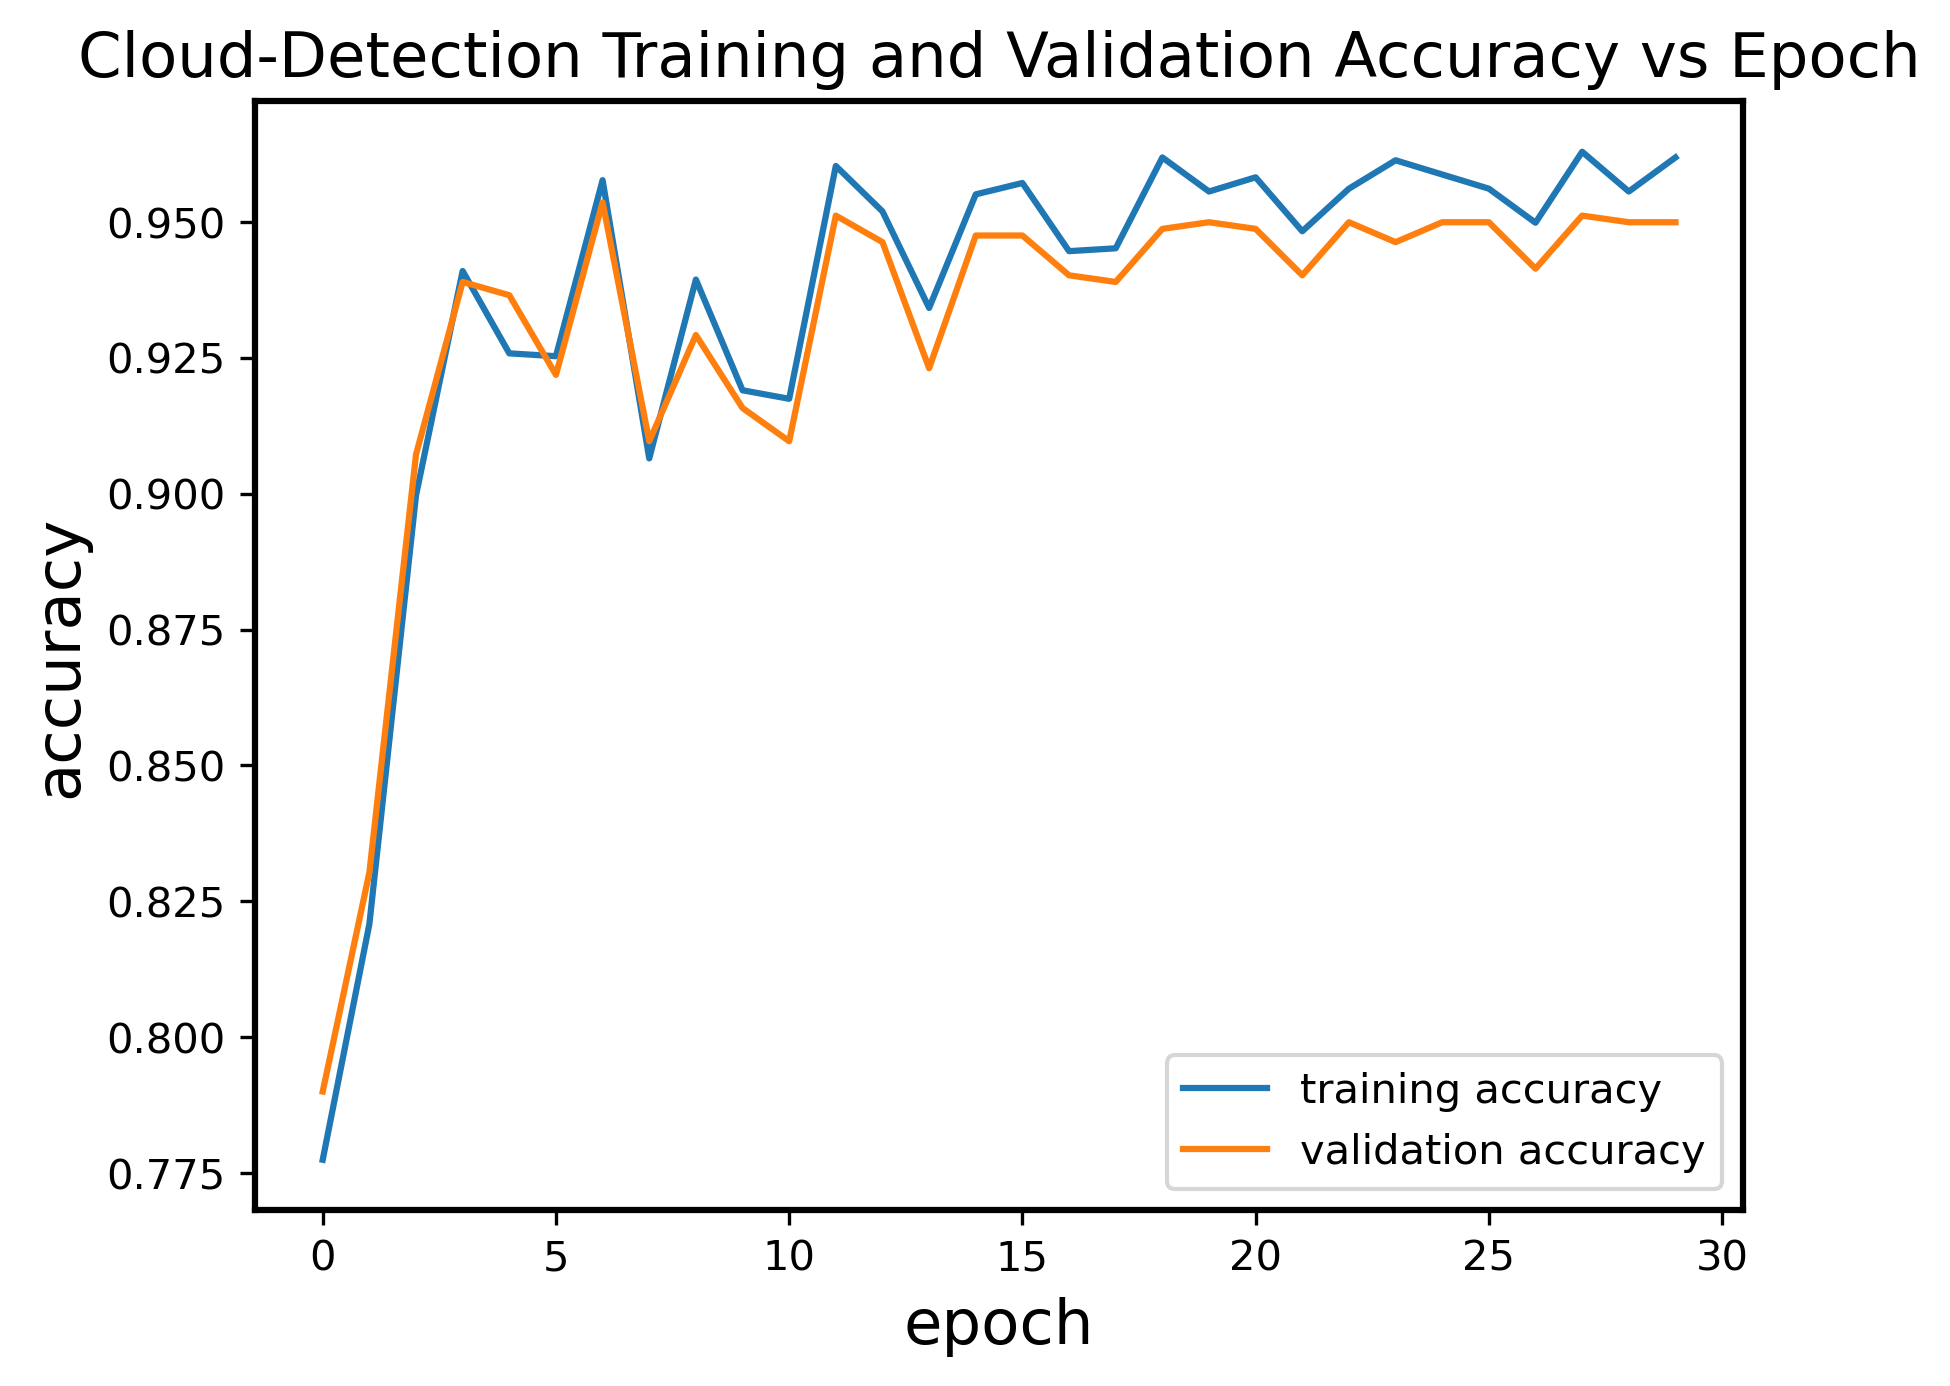 Cloud-Detection Training and Validation Accuracy vs Epoch
accuracy
0.950
0.925
0.900
0.875
0.850
0.825
0.800
0.775
training accuracy
validation accuracy
0 5 10 15 20 25 30
epoch